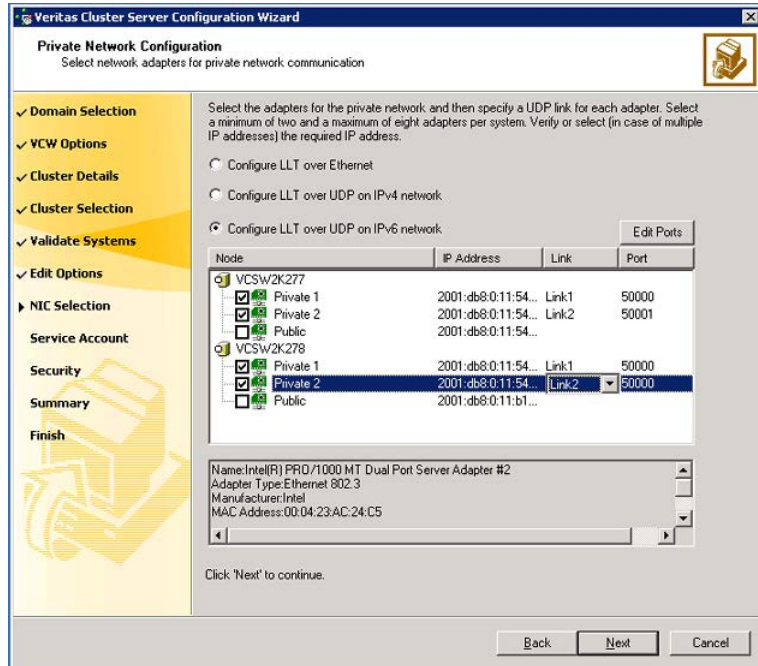 Veritas Cluster Server Configuration Wizard
Private Network Configuration
Select network adapters for private network communication
Domain Selection
VCW Options
Cluster Details
Cluster Selection
Validate Systems
Edit Options
NIC Selection
Service Account
Security
Summary
Finish
Select the adapters for the private network and then specify a UDP link for each adapter. Select
a minimum of two and a maximum of eight adapters per system. Verify or select (in case of multiple
IP addresses) the required IP address.
Configure LLT over Ethernet
Configure LLT over UDP on IPv4 network
Configure LLT over UDP on IPv6 network
Edit Ports
Node IP Address Link Port
VCSW2K277
Private 1 2001:db8:0:11:54... Link1 50000
Private 2 2001:db8:0:11:54... Link2 50001
Public 2001:db8:0:11:54...
VCSW2K278
Private 1 2001:db8:0:11:54... Link1 50000
Private 2 2001:db8:0:11:54... Link2 50000
Public 2001:db8:0:11:b1...
Name:Intel(R) PRO/1000 MT Dual Port Server Adapter #2
Adapter Type:Ethernet 802.3
Manufacturer:Intel
MAC Address:00:04:23:AC:24:C5
Click 'Next' to continue.
Back Next Cancel